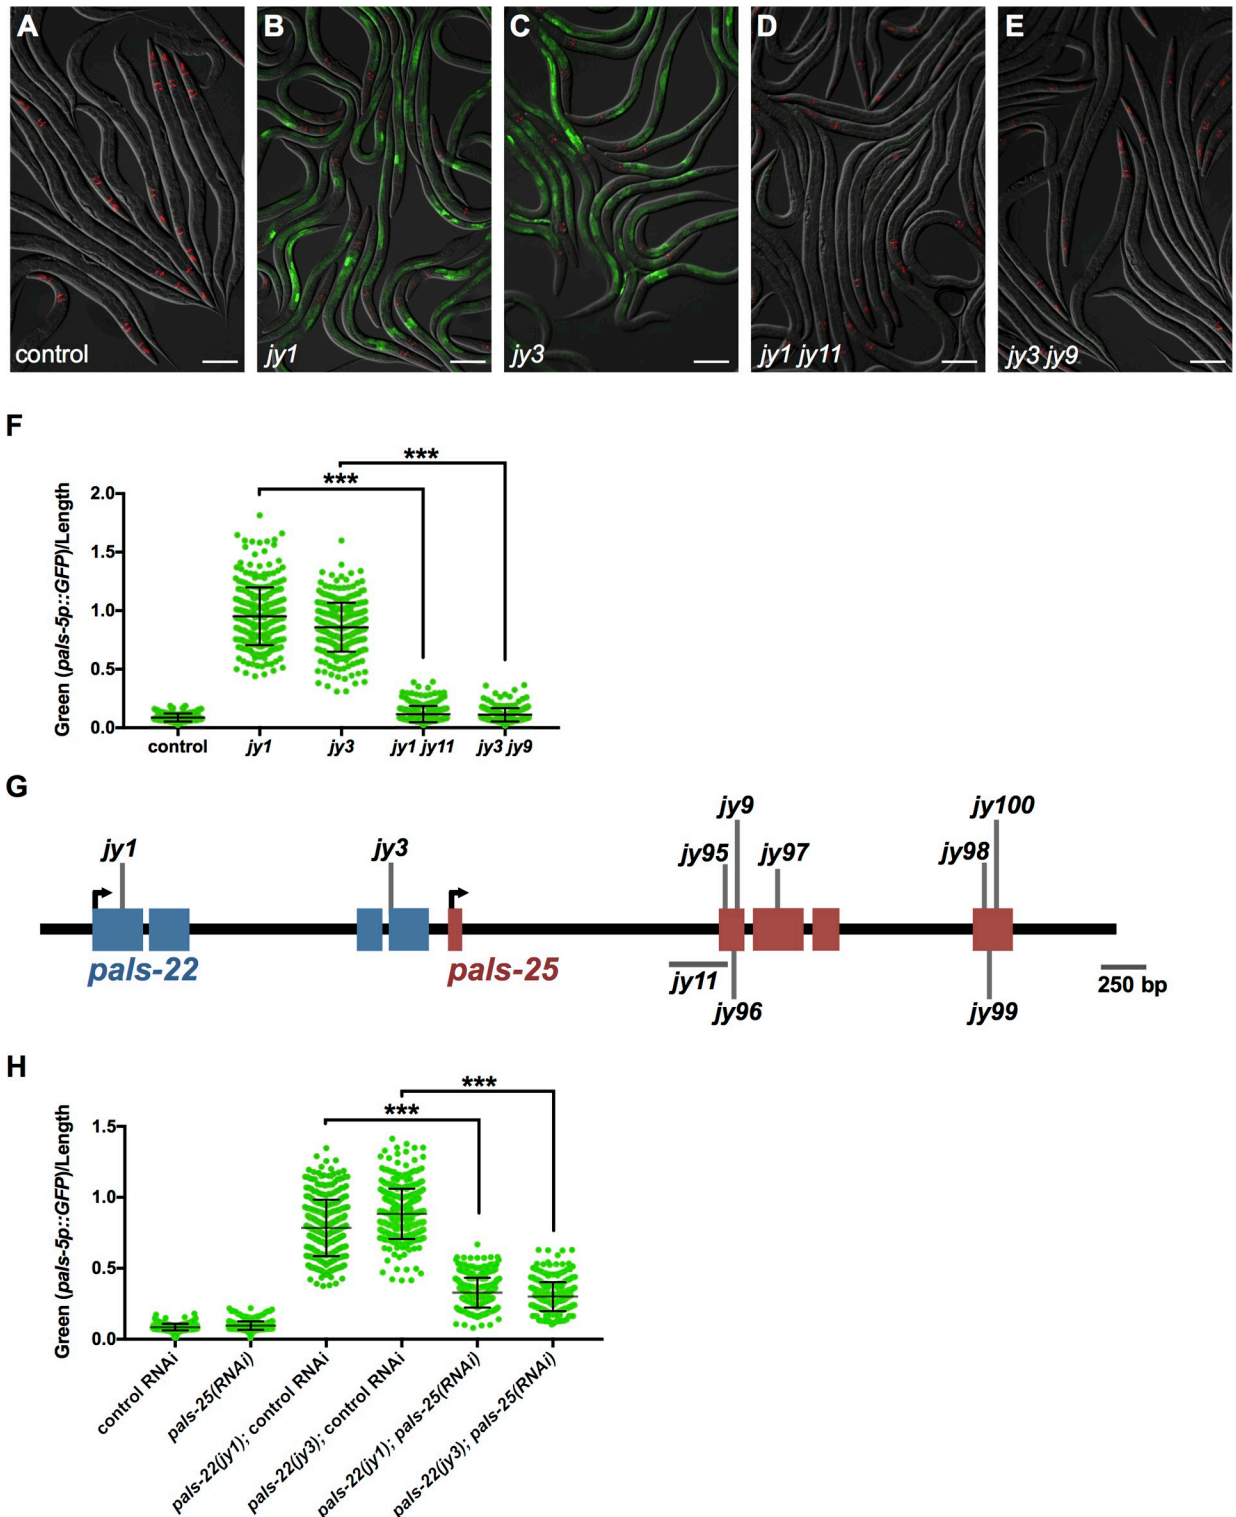 A
B
C
D
E
control
jy1
jy3
jy1 jy11
jy3 jy9
F
***
***
Green (pals-5p::GFP)/Length
2.0
1.5
1.0
0.5
0.0
control
jy1
jy3
jy1 jy11
jy3 jy9
G
jy9
jy100
jy1
jy3
jy95
jy97
jy98
pals-22
pals-25
jy11
250 bp
jy96
jy99
H
***
***
Green (pals-5p::GFP)/Length
1.5
1.0
0.5
0.0
control RNAi
pals-25(RNAi)
pals-22(jy1); control RNAi
pals-22(jy3); control RNAi
pals-22(jy1); pals-25(RNAi)
pals-22(jy3); pals-25(RNAi)